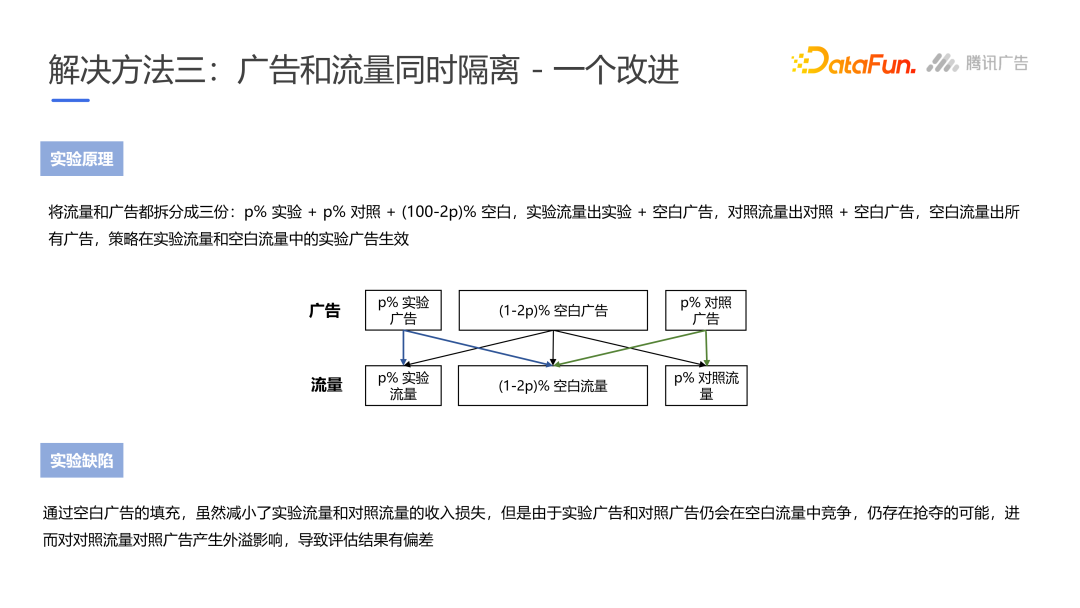 解决方法三：广告和流量同时隔离 - 一个改进
DataFun.
腾讯广告
实验原理
将流量和广告都拆分成三份：p% 实验 + p% 对照 + (100-2p)% 空白，实验流量出实验 + 空白广告，对照流量出对照 + 空白广告，空白流量出所
有广告，策略在实验流量和空白流量中的实验广告生效
广告
p% 实验
广告
(1-2p)% 空白广告
p% 对照
广告
流量
p% 实验
流量
(1-2p)% 空白流量
p% 对照流
量
实验缺陷
通过空白广告的填充，虽然减小了实验流量和对照流量的收入损失，但是由于实验广告和对照广告仍会在空白流量中竞争，仍存在抢夺的可能，进
而对对照流量对照广告产生外溢影响，导致评估结果有偏差